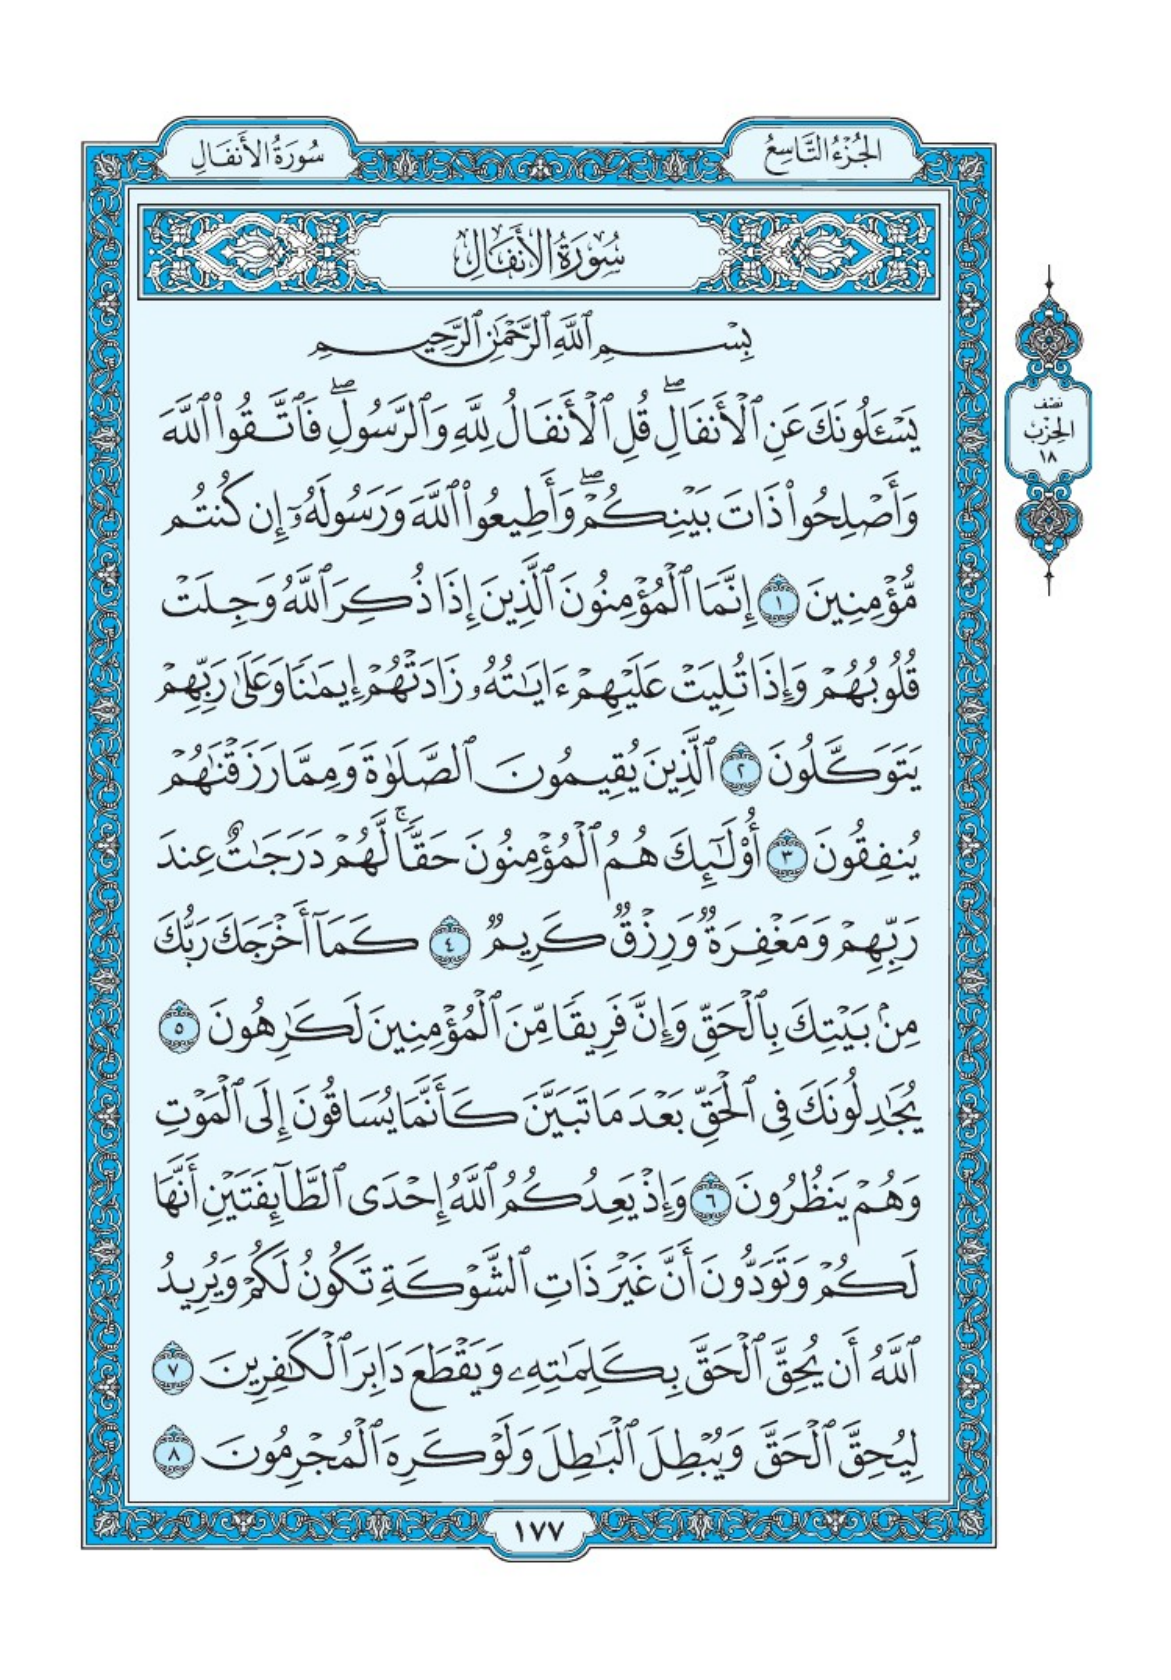 الجُزْءُ التَّاسِعُ
سُورَةُ الأَنفَالِ
سُورَةُ الأَنفَالِ
بِسْمِ ٱللَّهِ ٱلرَّحْمَٰنِ ٱلرَّحِيمِ
يَسْـَٔلُونَكَ عَنِ ٱلْأَنفَالِۖ قُلِ ٱلْأَنفَالُ لِلَّهِ وَٱلرَّسُولِۖ فَٱتَّقُوا۟ ٱللَّهَ
وَأَصْلِحُوا۟ ذَاتَ بَيْنِكُمْۖ وَأَطِيعُوا۟ ٱللَّهَ وَرَسُولَهُۥٓ إِن كُنتُم
مُّؤْمِنِينَ ١ إِنَّمَا ٱلْمُؤْمِنُونَ ٱلَّذِينَ إِذَا ذُكِرَ ٱللَّهُ وَجِلَتْ
قُلُوبُهُمْ وَإِذَا تُلِيَتْ عَلَيْهِمْ ءَايَٰتُهُۥ زَادَتْهُمْ إِيمَٰنًا وَعَلَىٰ رَبِّهِمْ
يَتَوَكَّلُونَ ٢ ٱلَّذِينَ يُقِيمُونَ ٱلصَّلَوٰةَ وَمِمَّا رَزَقْنَٰهُمْ
يُنفِقُونَ ٣ أُو۟لَٰٓئِكَ هُمُ ٱلْمُؤْمِنُونَ حَقًّاۚ لَّهُمْ دَرَجَٰتٌ عِندَ
رَبِّهِمْ وَمَغْفِرَةٌ وَرِزْقٌ كَرِيمٌ ٤ كَمَآ أَخْرَجَكَ رَبُّكَ
مِنۢ بَيْتِكَ بِٱلْحَقِّ وَإِنَّ فَرِيقًا مِّنَ ٱلْمُؤْمِنِينَ لَكَٰرِهُونَ ٥
يُجَٰدِلُونَكَ فِى ٱلْحَقِّ بَعْدَ مَا تَبَيَّنَ كَأَنَّمَا يُسَاقُونَ إِلَى ٱلْمَوْتِ
وَهُمْ يَنظُرُونَ ٦ وَإِذْ يَعِدُكُمُ ٱللَّهُ إِحْدَى ٱلطَّآئِفَتَيْنِ أَنَّهَا
لَكُمْ وَتَوَدُّونَ أَنَّ غَيْرَ ذَاتِ ٱلشَّوْكَةِ تَكُونُ لَكُمْ وَيُرِيدُ
ٱللَّهُ أَن يُحِقَّ ٱلْحَقَّ بِكَلِمَٰتِهِۦ وَيَقْطَعَ دَابِرَ ٱلْكَٰفِرِينَ ٧
لِيُحِقَّ ٱلْحَقَّ وَيُبْطِلَ ٱلْبَٰطِلَ وَلَوْ كَرِهَ ٱلْمُجْرِمُونَ ٨
نصْف
الحِزْبُ
١٨
١٧٧